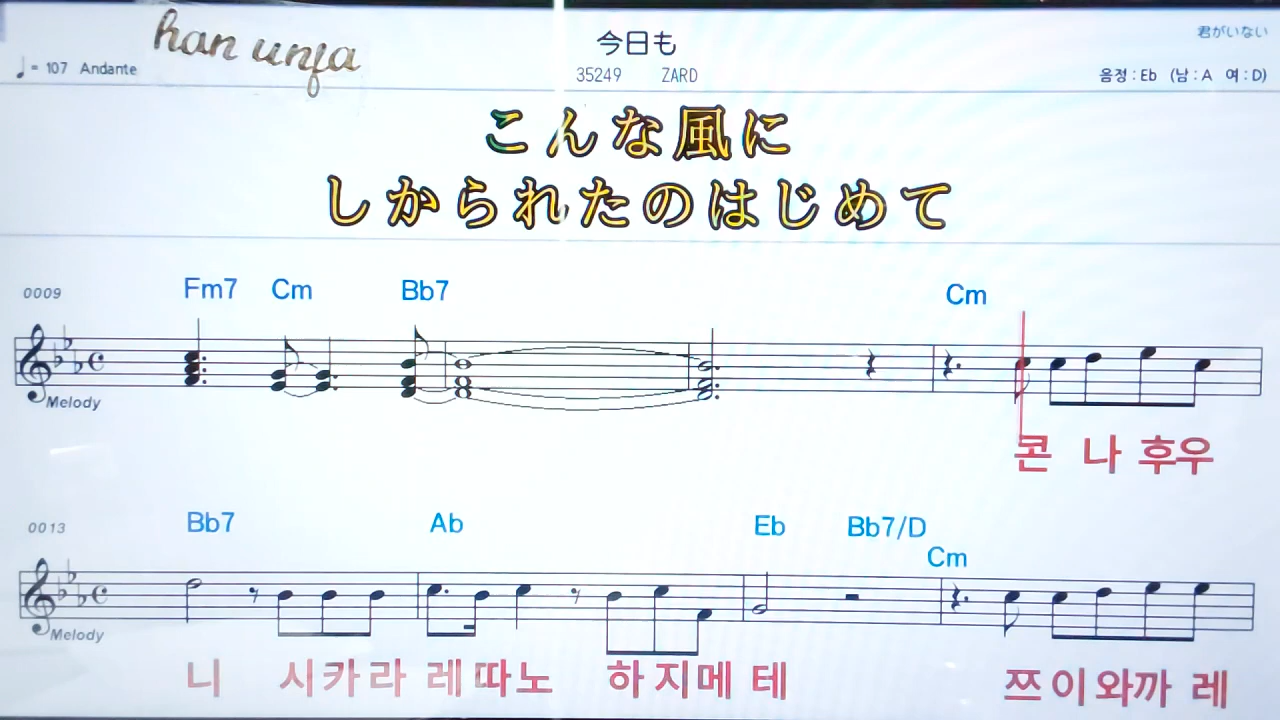 han unja
今日も
君がいない
♩= 107 Andante
35249 ZARD
음정 : Eb (남 : A 여 : D)
こんな風に
しかられたのはじめて
0009 Fm7 Cm Bb7 Cm
Melody
콘 나 후우
0013 Bb7 Ab Eb Bb7/D Cm
Melody
니 시카라 레따노 하지메 테 쯔이와까 레